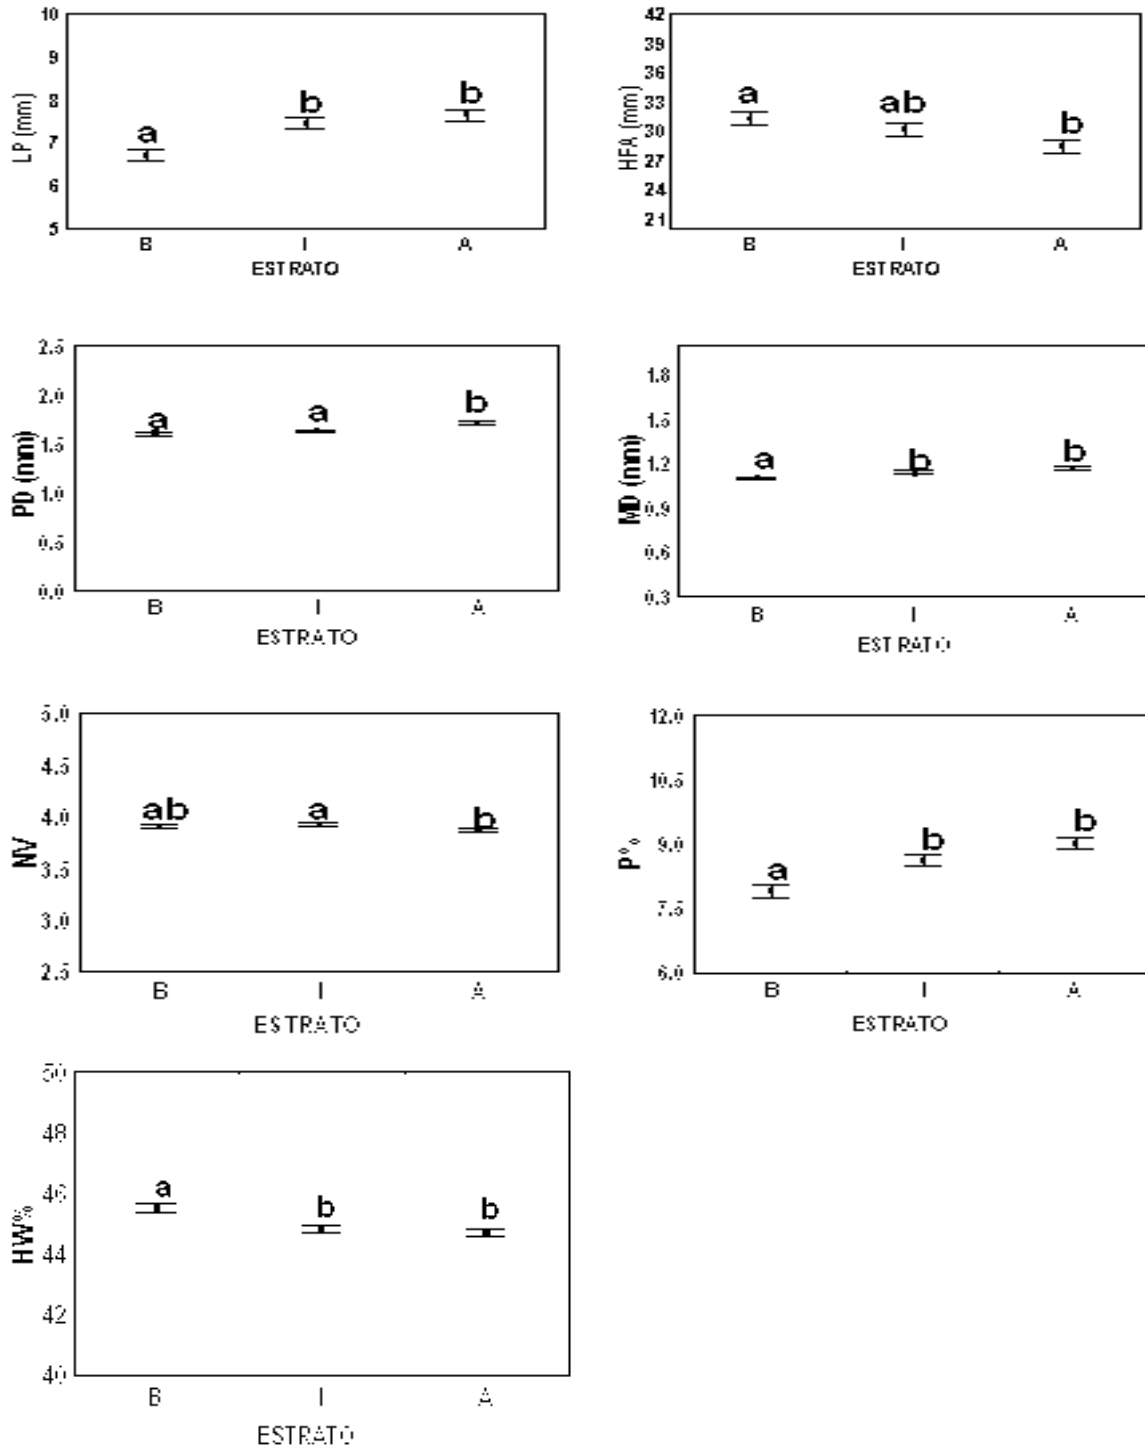 LP (mm)
10
9
8
7
6
5
a
b
b
B I A
ESTRATO
HFA (mm)
42
39
36
33
30
27
24
21
a
ab
b
B I A
ESTRATO
PD (mm)
2.5
2.0
1.5
1.0
0.5
0.0
a
a
b
B I A
ESTRATO
MD (mm)
1.8
1.5
1.2
0.9
0.6
0.3
a
b
b
B I A
ESTRATO
NV
5.0
4.5
4.0
3.5
3.0
2.5
ab
a
b
B I A
ESTRATO
P%
12.0
10.5
9.0
7.5
6.0
a
b
b
B I A
ESTRATO
HW%
50
48
46
44
42
40
a
b
b
B I A
ESTRATO